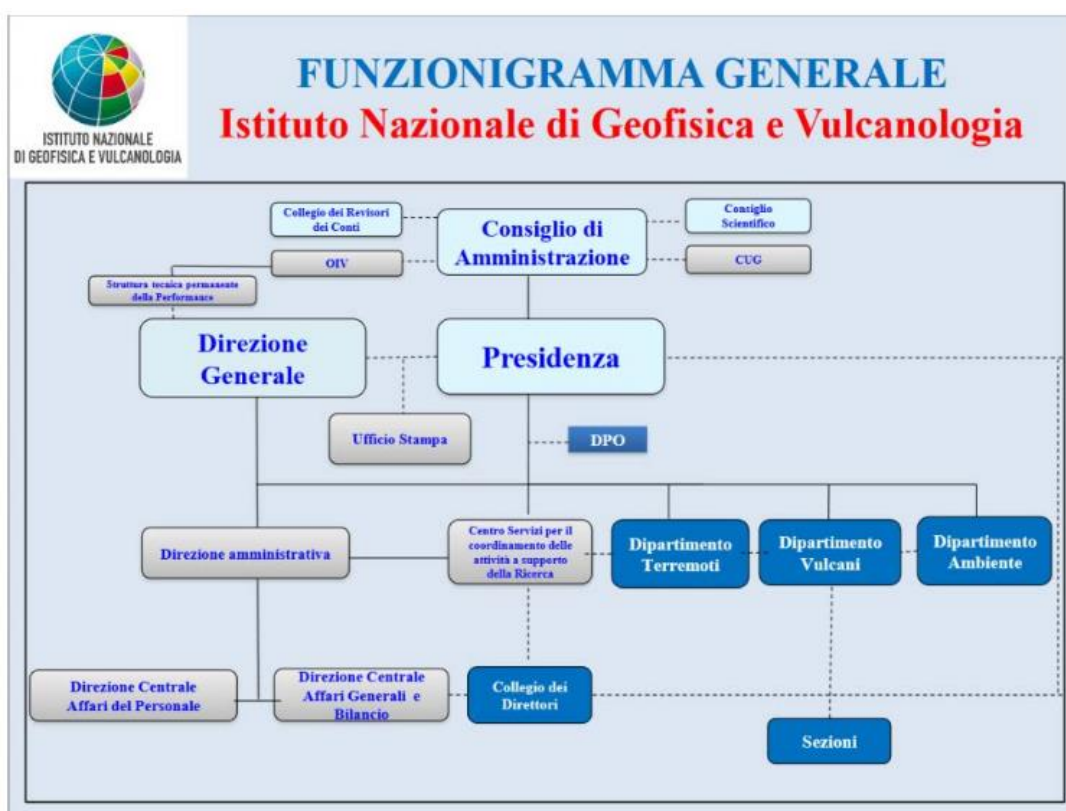 FUNZIONIGRAMMA GENERALE
Istituto Nazionale di Geofisica e Vulcanologia
ISTITUTO NAZIONALE
DI GEOFISICA E VULCANOLOGIA
Collegio dei Revisori
dei Conti
Consiglio di
Amministrazione
Consiglio
Scientifico
OIV
CUG
Struttura tecnica permanente
della Performance
Direzione
Generale
Presidenza
Ufficio Stampa
DPO
Direzione amministrativa
Centro Servizi per il
coordinamento delle
attività a supporto
della Ricerca
Dipartimento
Terremoti
Dipartimento
Vulcani
Dipartimento
Ambiente
Direzione Centrale
Affari del Personale
Direzione Centrale
Affari Generali e
Bilancio
Collegio dei
Direttori
Sezioni